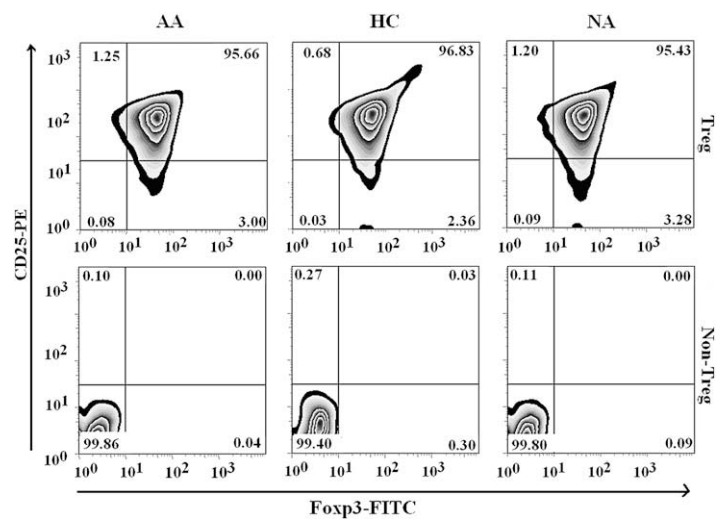 AA HC NA
1.25 95.66 0.68 96.83 1.20 95.43
10³
10²
10¹
10⁰
0.08 3.00 0.03 2.36 0.09 3.28
10⁰ 10¹ 10² 10³ 10⁰ 10¹ 10² 10³ 10⁰ 10¹ 10² 10³
Treg
CD25-PE
0.10 0.00 0.27 0.03 0.11 0.00
10³
10²
10¹
10⁰
99.86 0.04 99.40 0.30 99.80 0.09
10⁰ 10¹ 10² 10³ 10⁰ 10¹ 10² 10³ 10⁰ 10¹ 10² 10³
Non-Treg
Foxp3-FITC